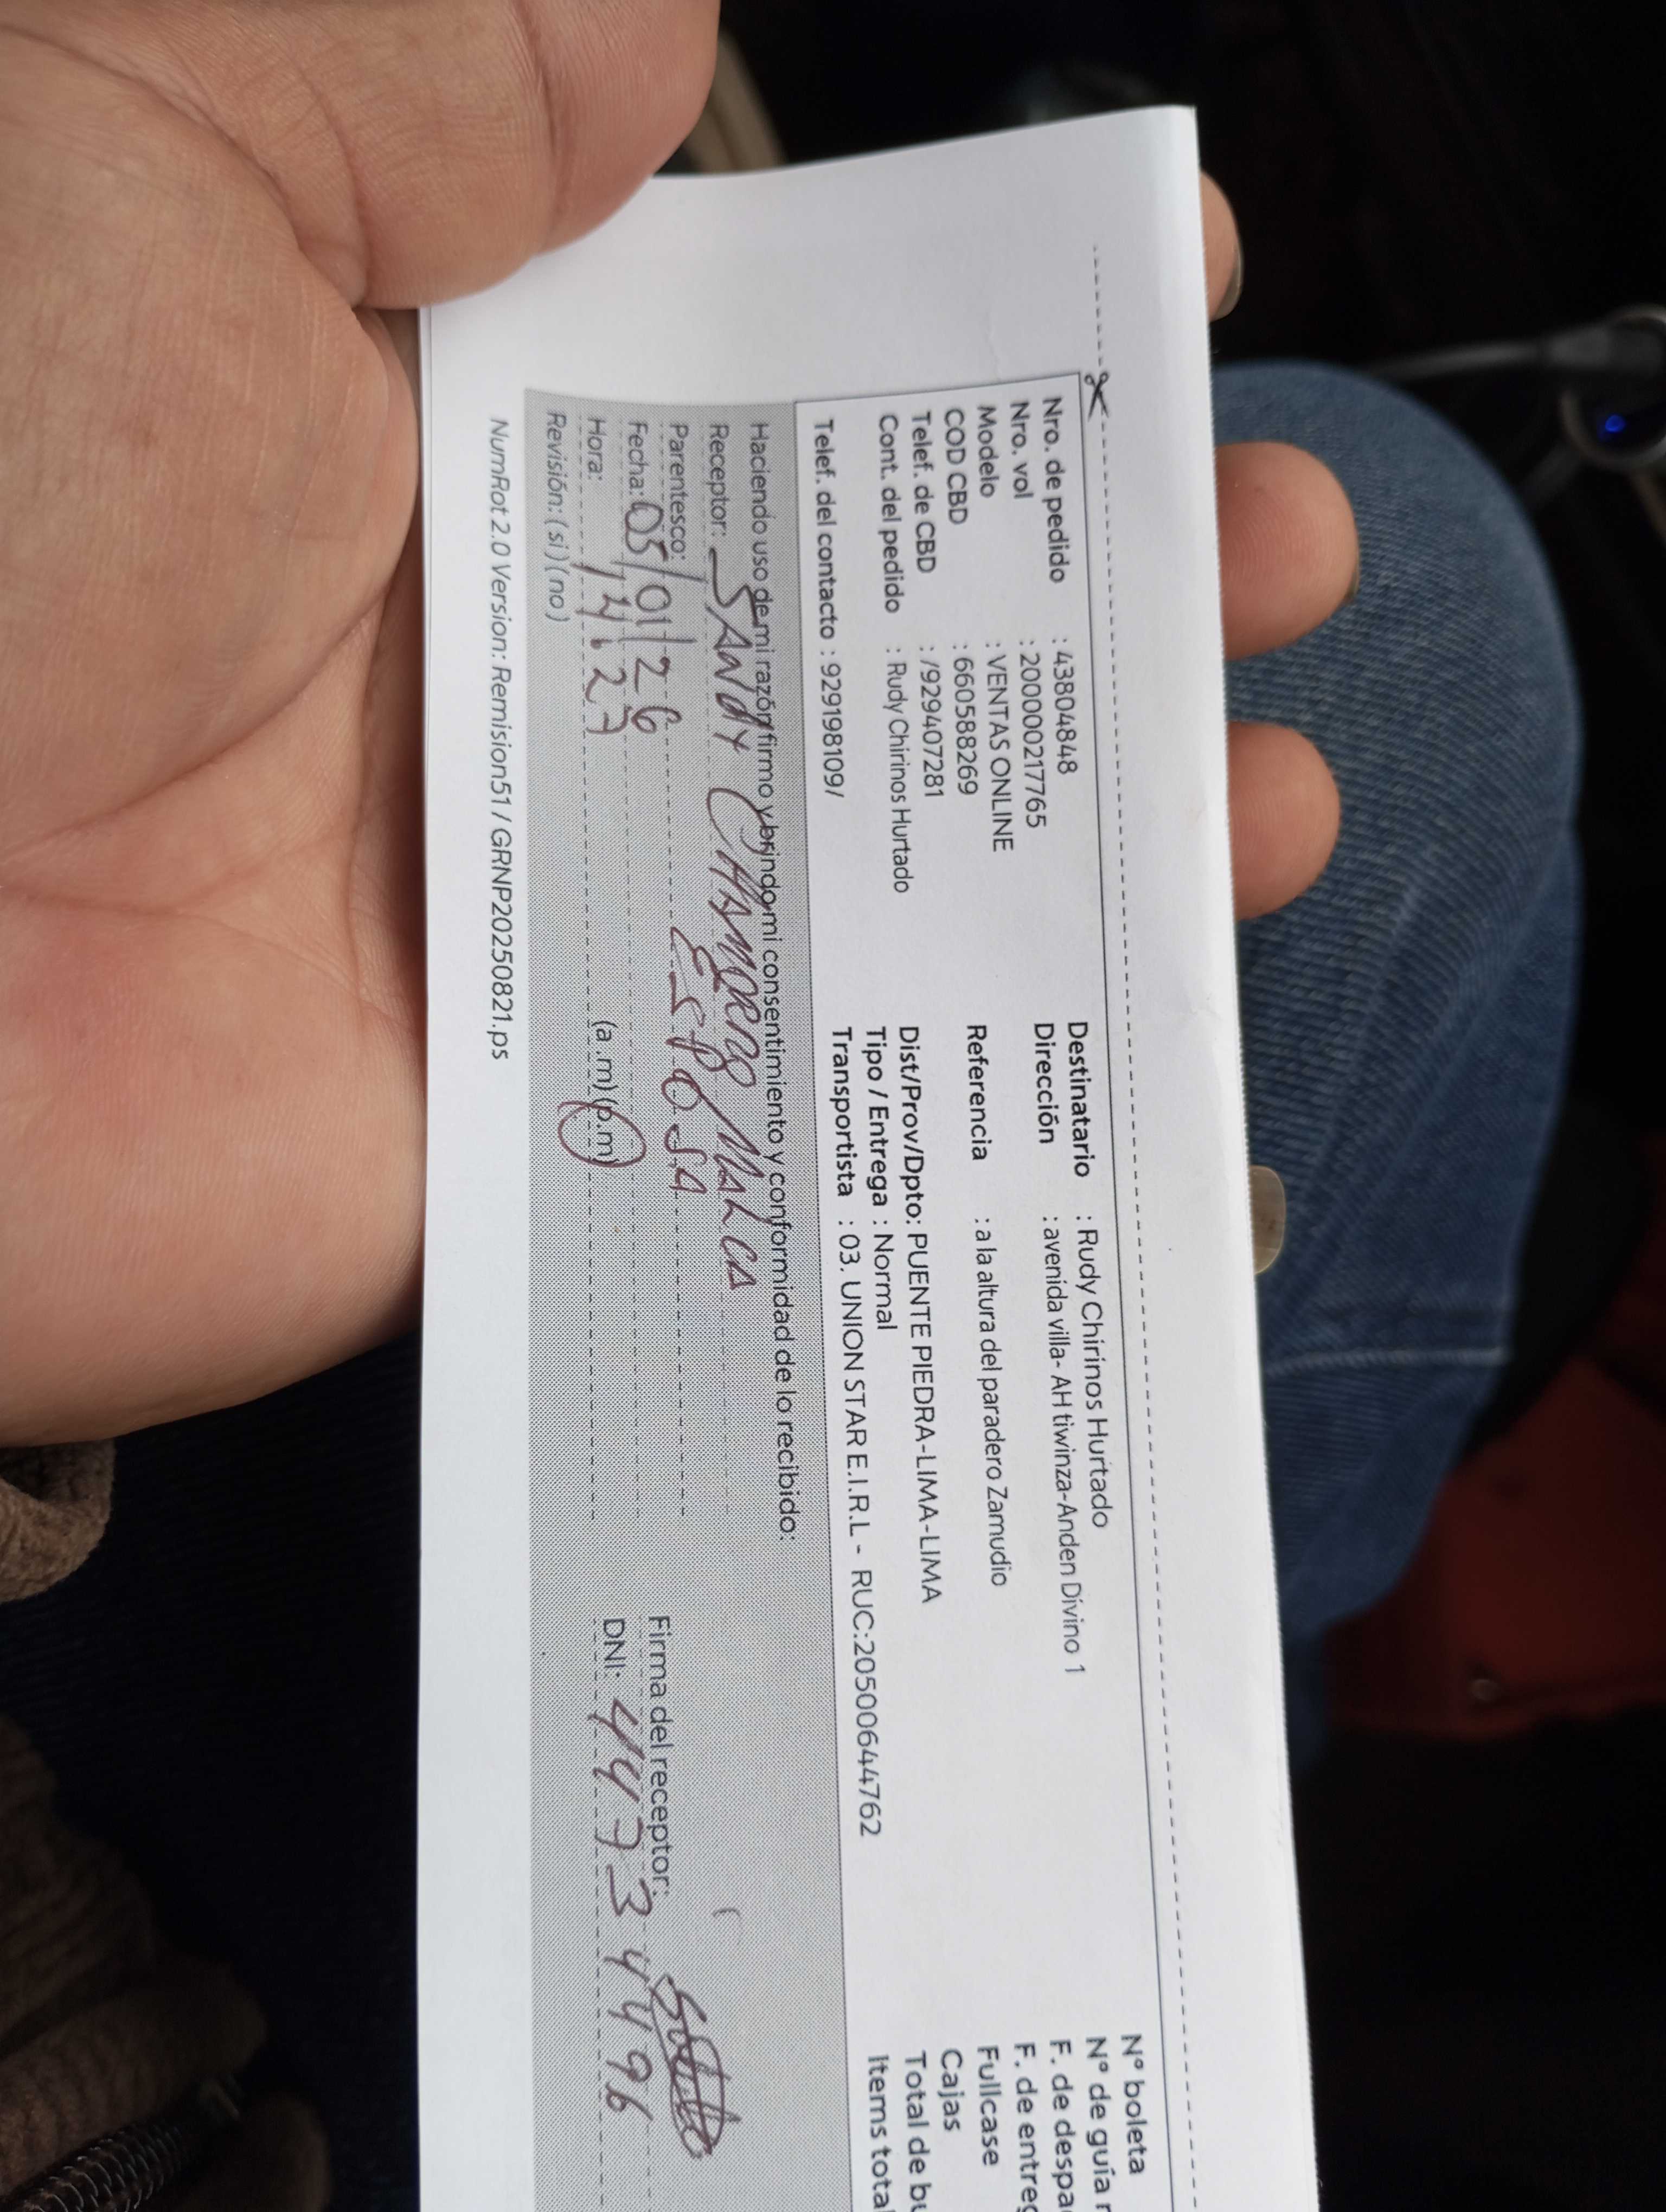 Nro. de pedido : 43804848
Nro. vol : 20000021 7765
Modelo : VENTAS ONLINE
COD CBD : 660588269
Telef. de CBD : /929407281
Cont. del pedido : Rudy Chirinos Hurtado
Telef. del contacto : 929198109/
Destinatario : Rudy Chirinos Hurtado
Dirección : avenida villa- AH tiwinza-Anden Divino 1
Referencia : a la altura del paradero Zamudio
Dist/Prov/Dpto: PUENTE PIEDRA-LIMA-LIMA
Tipo / Entrega : Normal
Transportista : 03. UNION STAR E.I.R.L - RUC:20500644762
N° boleta
N° de guía r
F. de despa
F. de entreg
Fullcase
Cajas
Total de bu
Items total
Haciendo uso de mi razón firmo y brindo mi consentimiento y conformidad de lo recibido:
Receptor: SANDY CHAMORRO MALCA
Parentesco: ESPOSA
Fecha: 05/01/26
Hora: 14:27 (a.m) (p.m)
Revisión: (si) (no)
Firma del receptor:
DNI: 44733 4496
NumRot 2.0 Version: Remision51 / GRNP20250821.ps